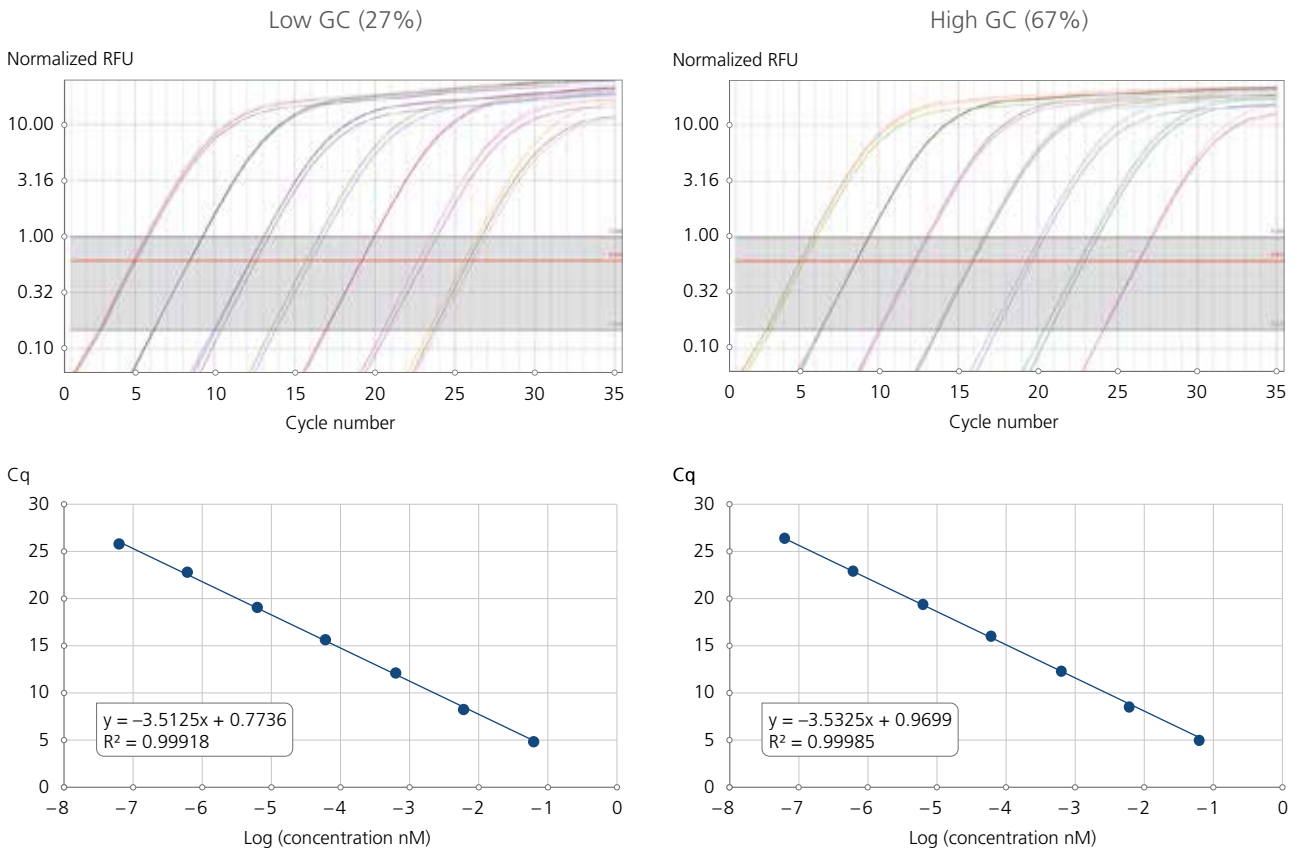 Low GC (27%)
High GC (67%)
Normalized RFU
10.00
3.16
1.00
0.32
0.10
0 5 10 15 20 25 30 35
Cycle number
Normalized RFU
10.00
3.16
1.00
0.32
0.10
0 5 10 15 20 25 30 35
Cycle number
Cq
30
25
20
15
10
5
0
y = −3.5125x + 0.7736
R² = 0.99918
−8 −7 −6 −5 −4 −3 −2 −1 0
Log (concentration nM)
Cq
30
25
20
15
10
5
0
y = −3.5325x + 0.9699
R² = 0.99985
−8 −7 −6 −5 −4 −3 −2 −1 0
Log (concentration nM)